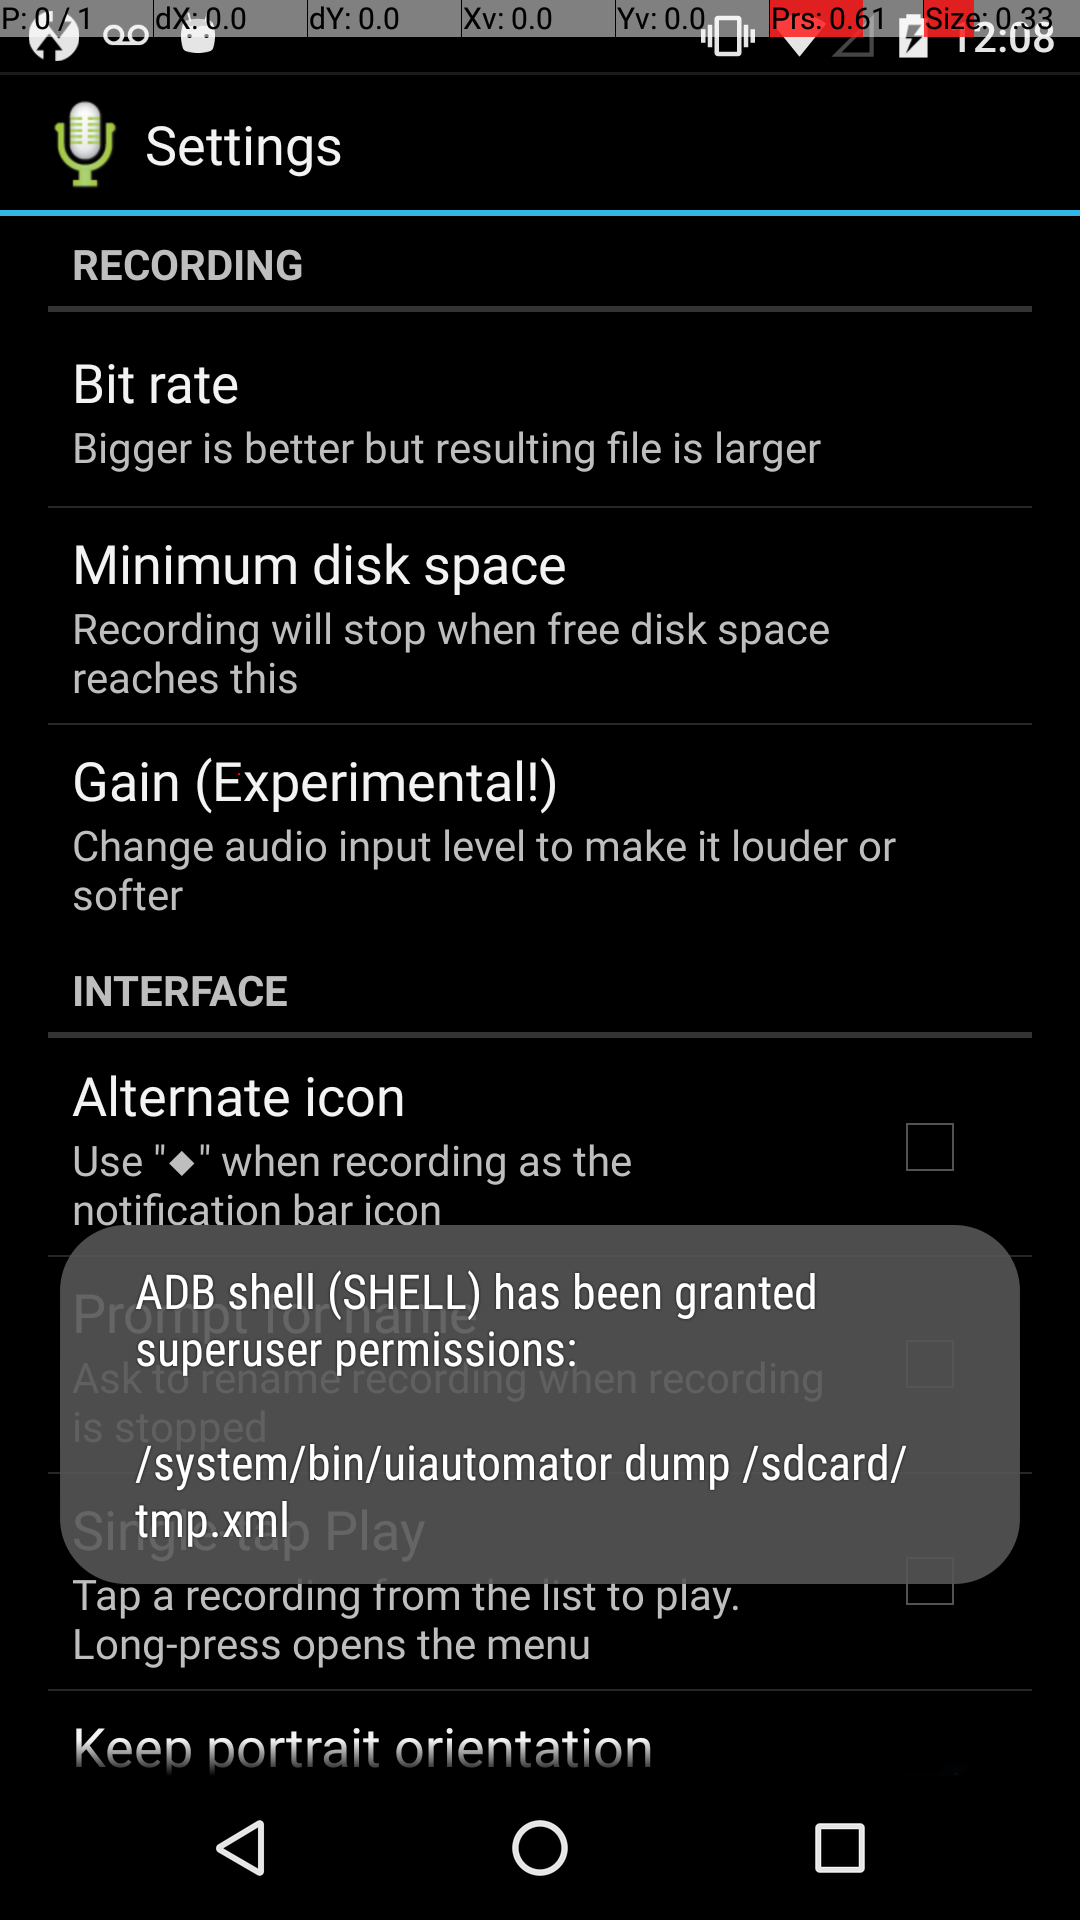 P: 0 / 1 dX: 0.0 dY: 0.0 Xv: 0.0 Yv: 0.0 Prs: 0.61 Size: 0.33
12:08
Settings
RECORDING
Bit rate
Bigger is better but resulting file is larger
Minimum disk space
Recording will stop when free disk space
reaches this
Gain (Experimental!)
Change audio input level to make it louder or
softer
INTERFACE
Alternate icon
Use "◆" when recording as the
notification bar icon
ADB shell (SHELL) has been granted
superuser permissions:
/system/bin/uiautomator dump /sdcard/
tmp.xml
Prompt for name
Ask to rename recording when recording
is stopped
Single-tap Play
Tap a recording from the list to play.
Long-press opens the menu
Keep portrait orientation